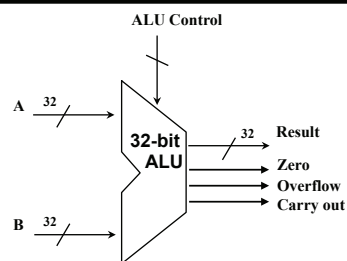 ALU Control
A
32
32-bit
ALU
32
Result
Zero
Overflow
Carry out
B
32